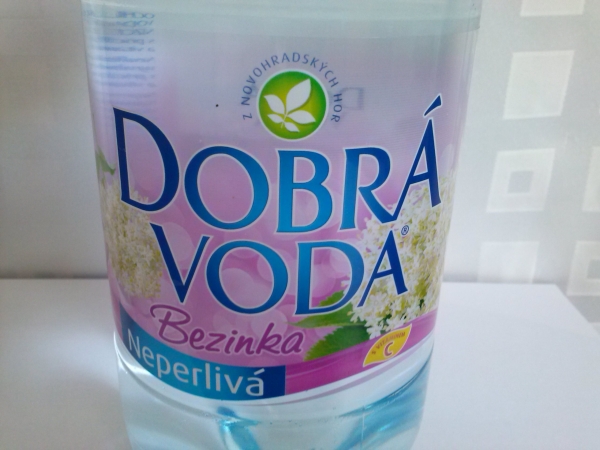 Z NOVOHRADSKÝCH HOR
DOBRÁ
VODA®
Bezinka
Neperlivá
C